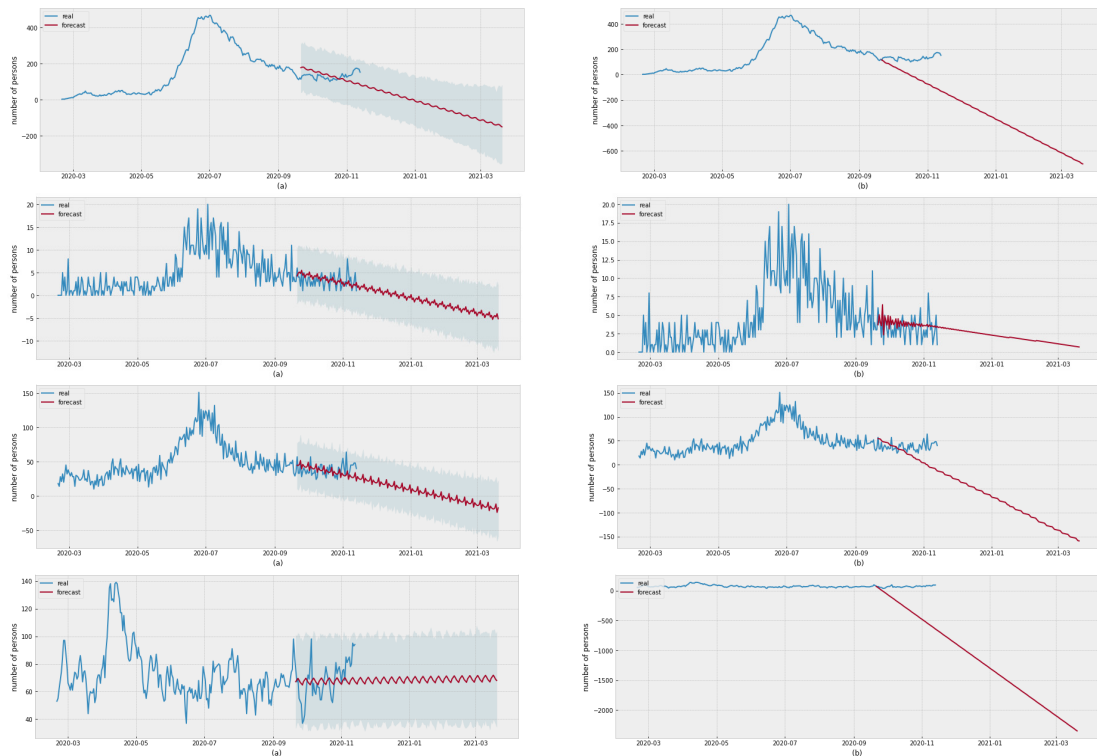 real
forecast
number of persons
400
200
0
−200
2020-03 2020-05 2020-07 2020-09 2020-11 2021-01 2021-03
(a)
real
forecast
number of persons
400
200
0
−200
−400
−600
2020-03 2020-05 2020-07 2020-09 2020-11 2021-01 2021-03
(b)
real
forecast
number of persons
20
15
10
5
0
−5
−10
2020-03 2020-05 2020-07 2020-09 2020-11 2021-01 2021-03
(a)
real
forecast
number of persons
20.0
17.5
15.0
12.5
10.0
7.5
5.0
2.5
0.0
2020-03 2020-05 2020-07 2020-09 2020-11 2021-01 2021-03
(b)
real
forecast
number of persons
150
100
50
0
−50
2020-03 2020-05 2020-07 2020-09 2020-11 2021-01 2021-03
(a)
real
forecast
number of persons
150
100
50
0
−50
−100
−150
2020-03 2020-05 2020-07 2020-09 2020-11 2021-01 2021-03
(b)
real
forecast
number of persons
140
120
100
80
60
40
2020-03 2020-05 2020-07 2020-09 2020-11 2021-01 2021-03
(a)
real
forecast
number of persons
0
−500
−1000
−1500
−2000
2020-03 2020-05 2020-07 2020-09 2020-11 2021-01 2021-03
(b)